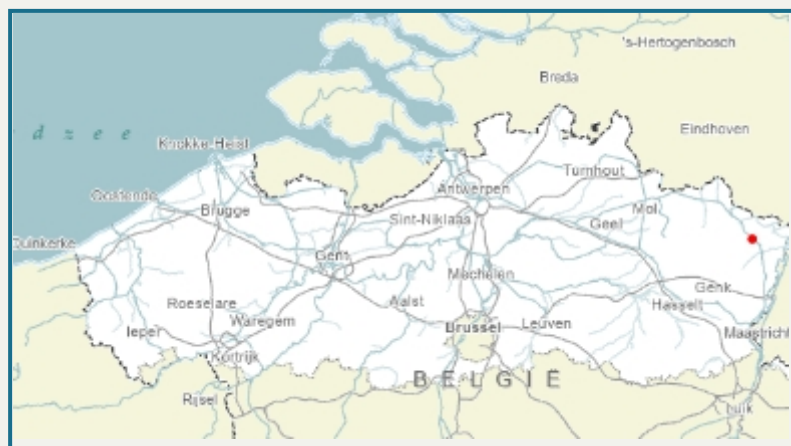 's-Hertogenbosch
Breda
dzee
Eindhoven
Knokke-Heist
Turnhout
Antwerpen
Oostende
Mol
Brugge
Sint-Niklaas
Geel
Duinkerke
Gent
Mechelen
Genk
Roeselare
Aalst
Hasselt
Ieper
Waregem
Brussel
Leuven
Maastricht
Kortrijk
BELGIË
Rijsel
Luik